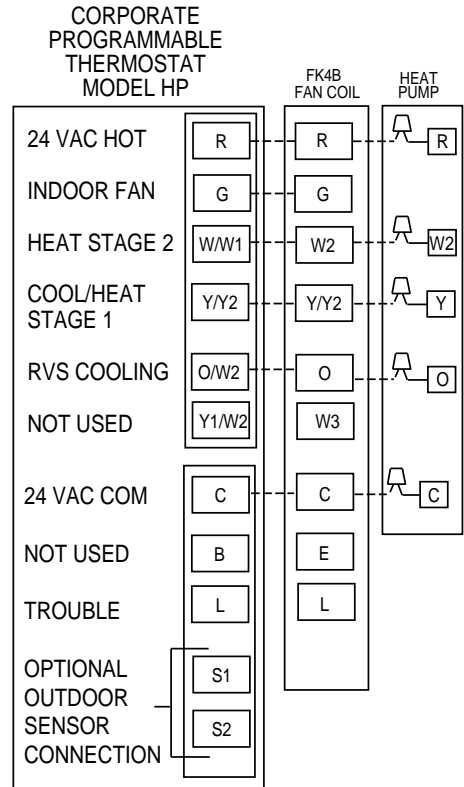 CORPORATE
PROGRAMMABLE
THERMOSTAT
MODEL HP
FK4B
FAN COIL
HEAT
PUMP
24 VAC HOT R R R
INDOOR FAN G G
HEAT STAGE 2 W/W1 W2 W2
COOL/HEAT
STAGE 1 Y/Y2 Y/Y2 Y
RVS COOLING O/W2 O O
NOT USED Y1/W2 W3
24 VAC COM C C C
NOT USED B E
TROUBLE L L
OPTIONAL S1
OUTDOOR
SENSOR S2
CONNECTION